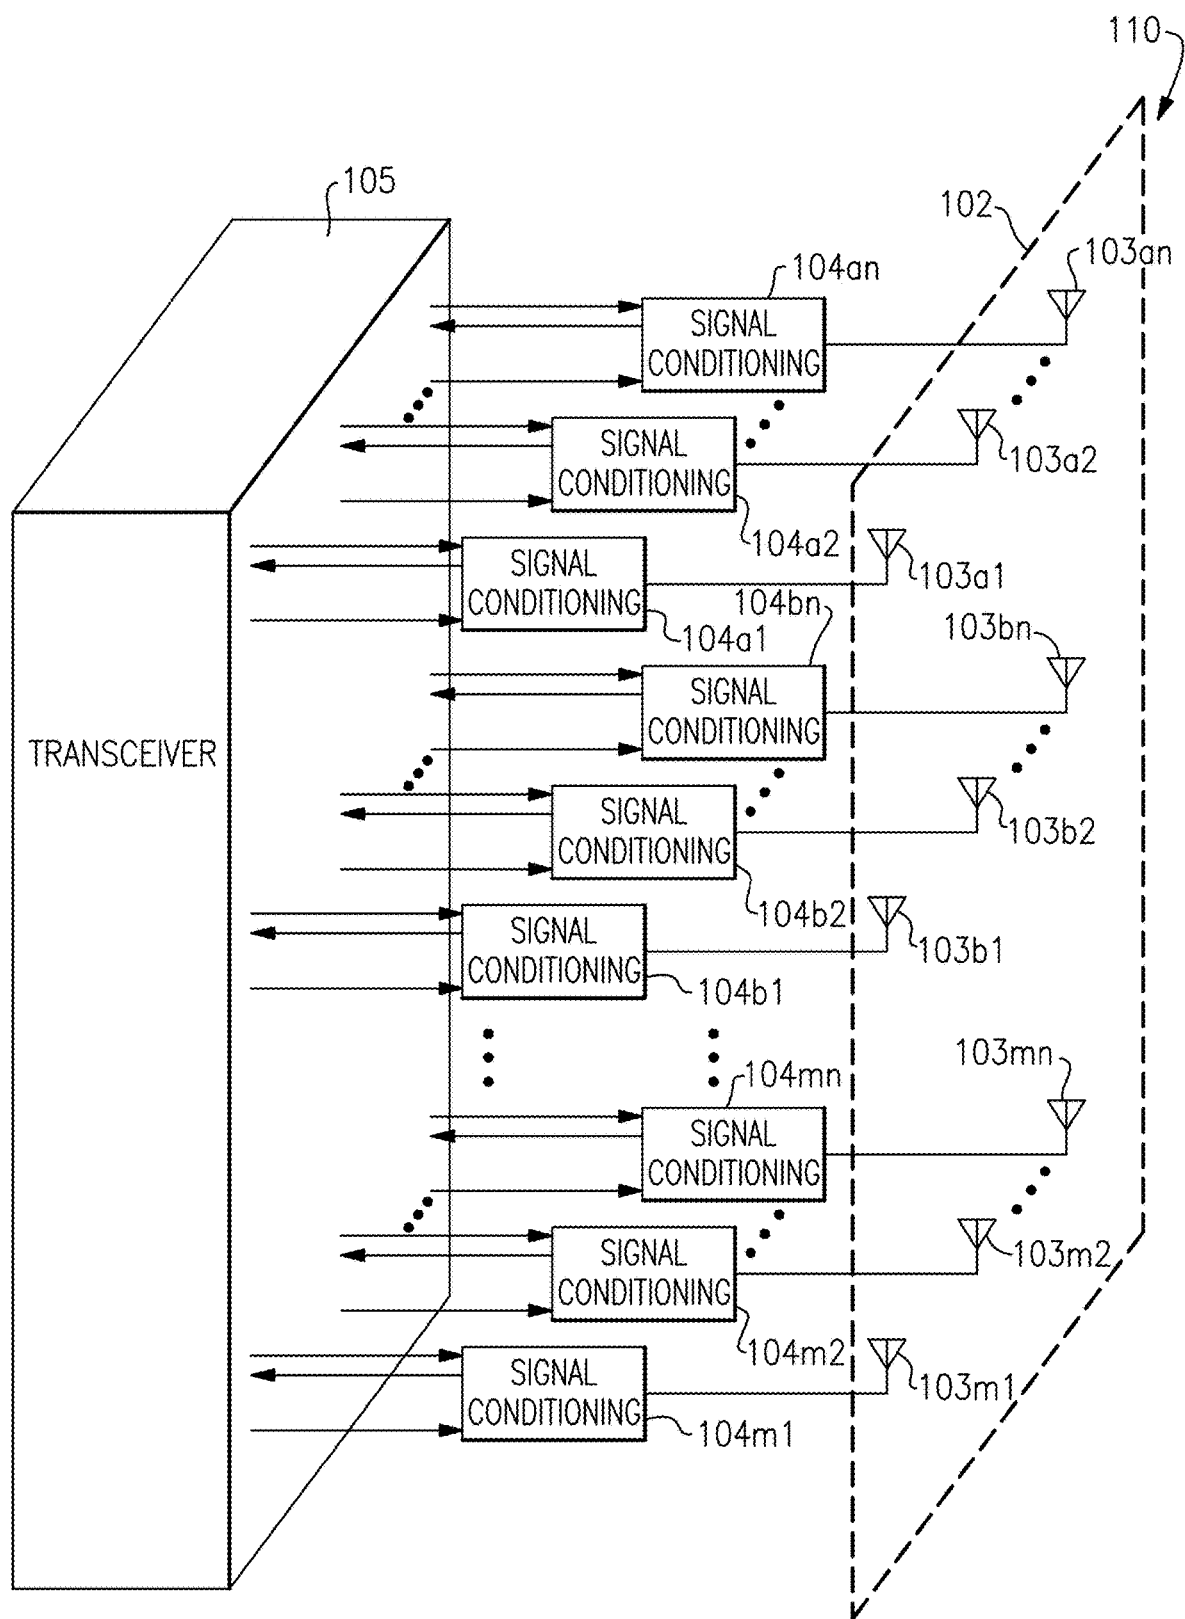 110
105
102
104an
103an
SIGNAL
CONDITIONING
SIGNAL
CONDITIONING
103a2
104a2
SIGNAL
CONDITIONING
103a1
104bn
104a1
103bn
SIGNAL
CONDITIONING
TRANSCEIVER
SIGNAL
CONDITIONING
103b2
104b2
SIGNAL
CONDITIONING
103b1
104b1
103mn
104mn
SIGNAL
CONDITIONING
SIGNAL
CONDITIONING
103m2
104m2
SIGNAL
CONDITIONING
103m1
104m1